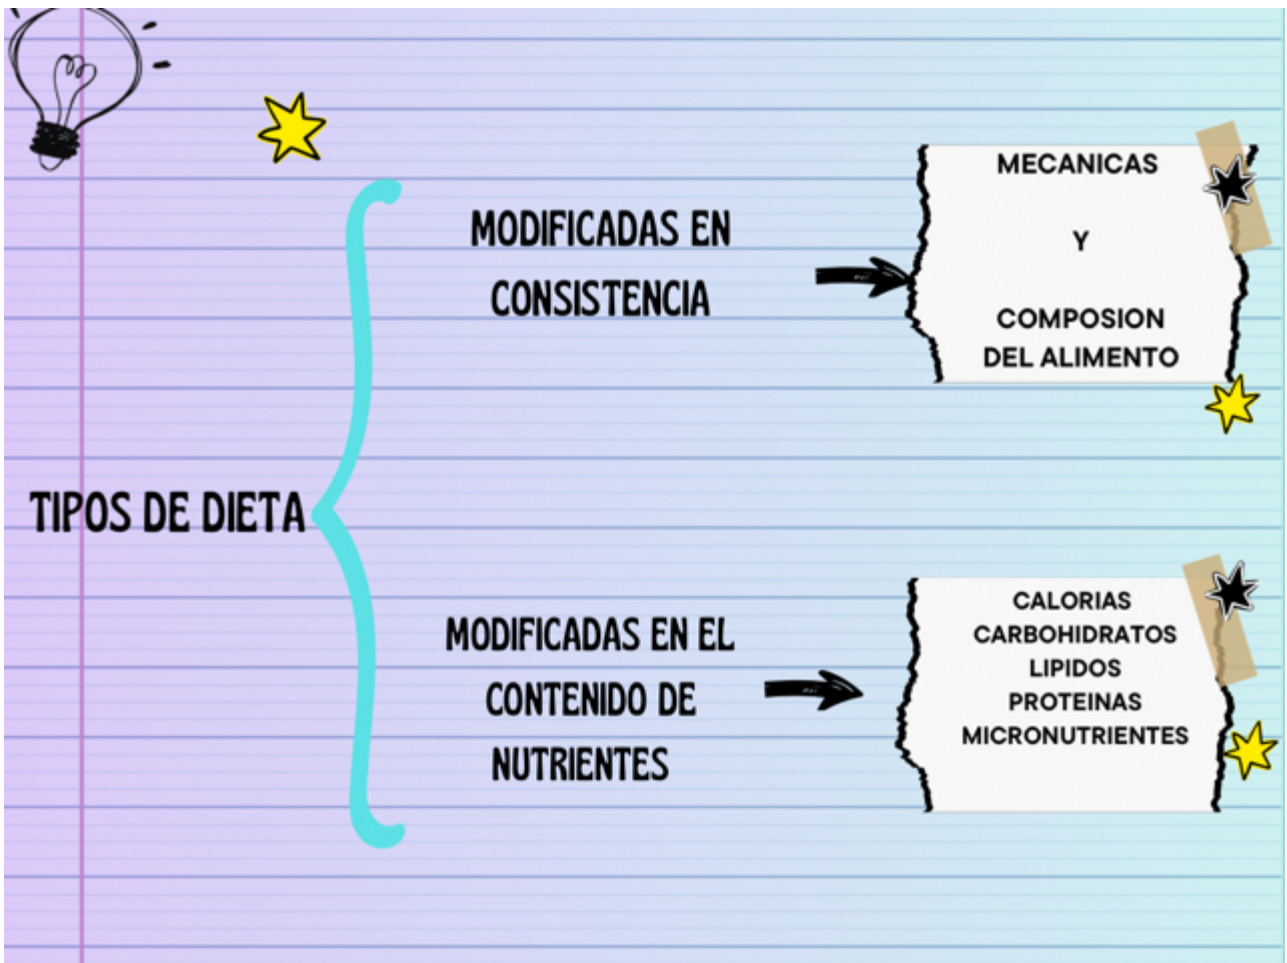 TIPOS DE DIETA
MODIFICADAS EN
CONSISTENCIA
MECANICAS
Y
COMPOSION
DEL ALIMENTO
MODIFICADAS EN EL
CONTENIDO DE
NUTRIENTES
CALORIAS
CARBOHIDRATOS
LIPIDOS
PROTEINAS
MICRONUTRIENTES